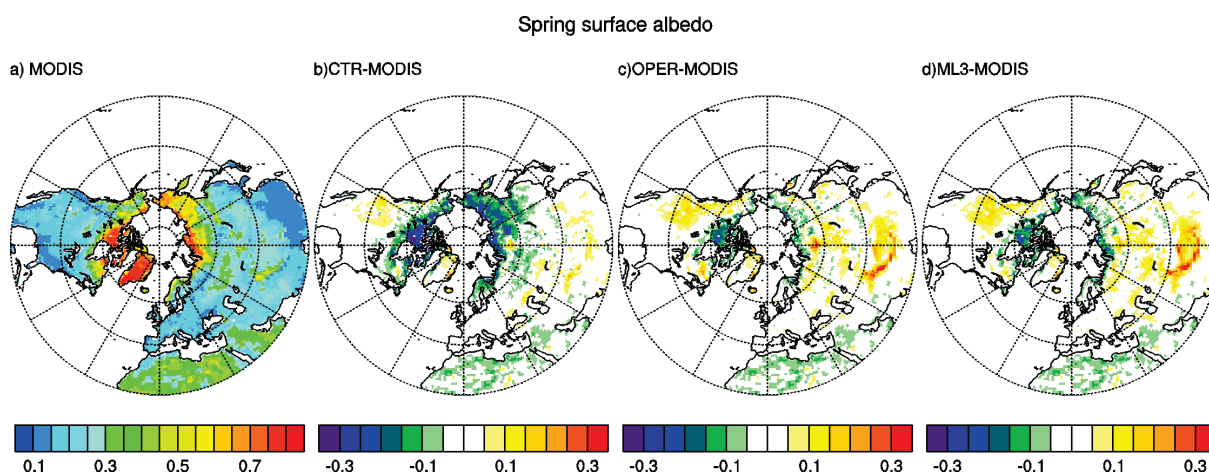 Spring surface albedo
a) MODIS b)CTR-MODIS c)OPER-MODIS d)ML3-MODIS
0.1 0.3 0.5 0.7 -0.3 -0.1 0.1 0.3 -0.3 -0.1 0.1 0.3 -0.3 -0.1 0.1 0.3